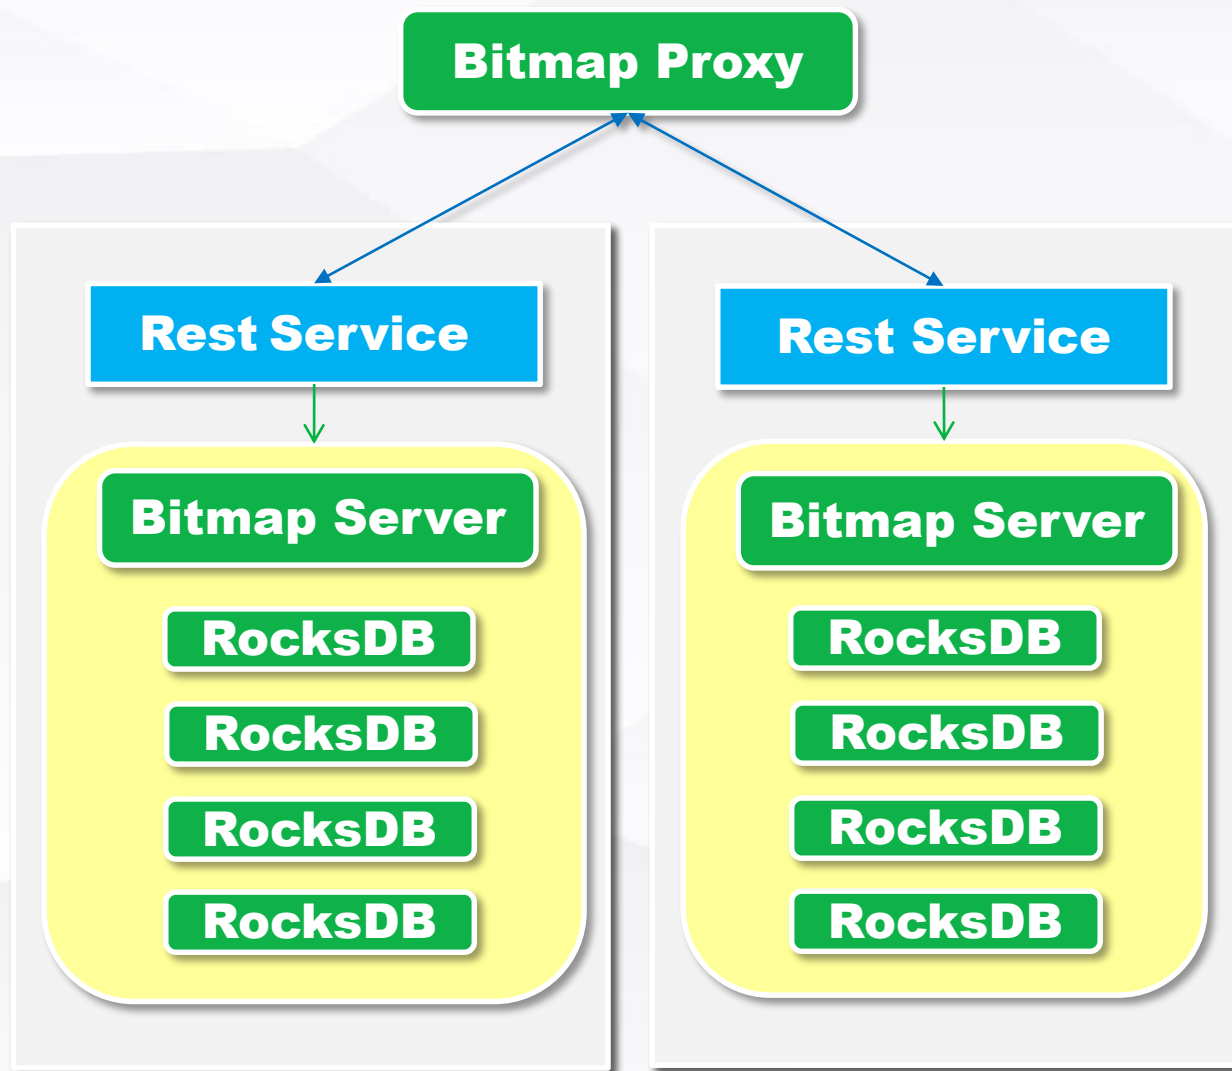 Bitmap Proxy
Rest Service
Bitmap Server
RocksDB
RocksDB
RocksDB
RocksDB
Rest Service
Bitmap Server
RocksDB
RocksDB
RocksDB
RocksDB